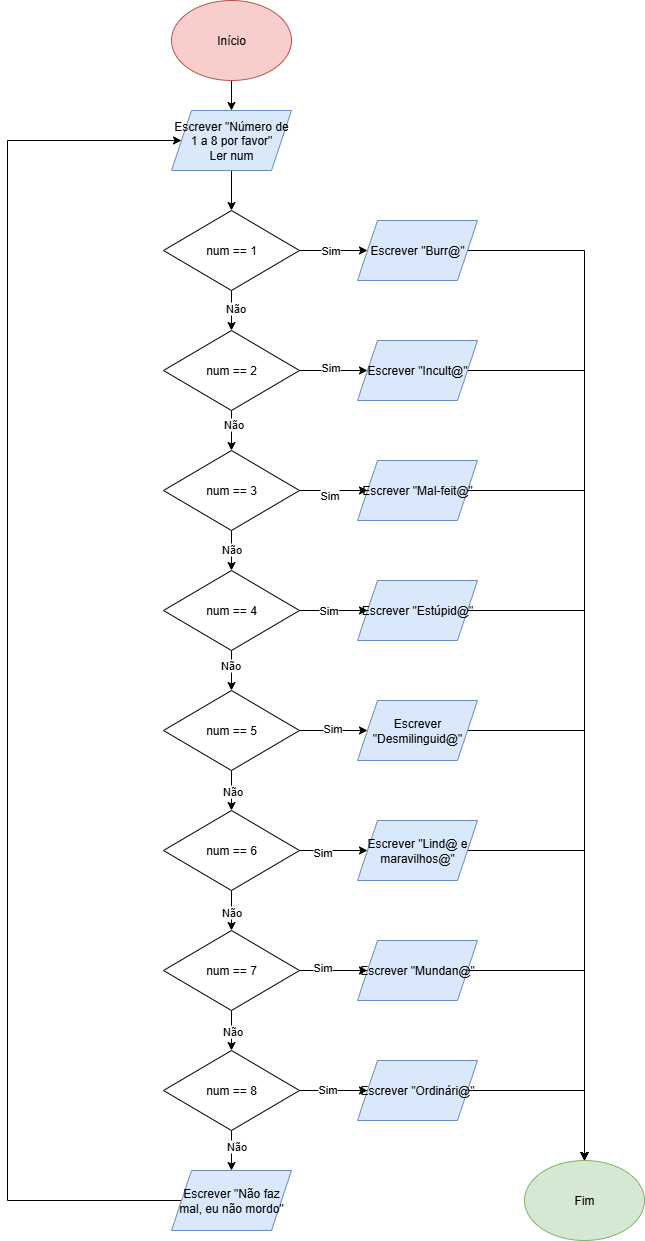 Início
Escrever "Número de
1 a 8 por favor"
Ler num
num == 1
Sim
Escrever "Burr@"
Não
num == 2
Sim
Escrever "Incult@"
Não
num == 3
Sim
Escrever "Mal-feit@"
Não
num == 4
Sim
Escrever "Estúpid@"
Não
num == 5
Sim
Escrever
"Desmilinguid@"
Não
num == 6
Sim
Escrever "Lind@ e
maravilhos@"
Não
num == 7
Sim
Escrever "Mundan@"
Não
num == 8
Sim
Escrever "Ordinári@"
Não
Escrever "Não faz
mal, eu não mordo"
Fim